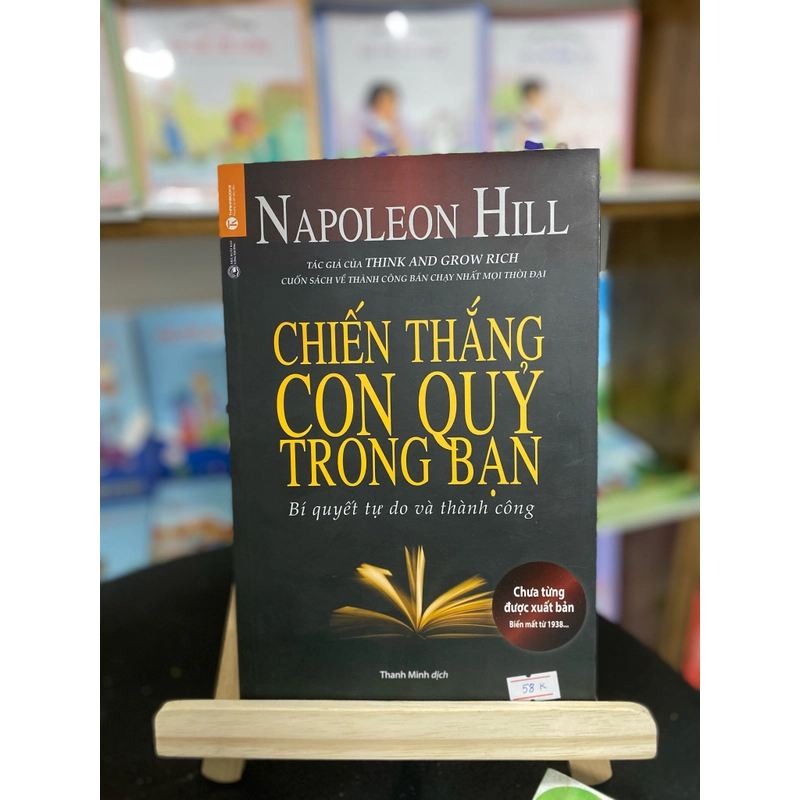 NAPOLEON HILL
TÁC GIẢ CỦA THINK AND GROW RICH
CUỐN SÁCH VỀ THÀNH CÔNG BÁN CHẠY NHẤT MỌI THỜI ĐẠI
CHIẾN THẮNG
CON QUỶ
TRONG BẠN
Bí quyết tự do và thành công
Chưa từng
được xuất bản
Biến mất từ 1938...
Thanh Minh dịch
58 K